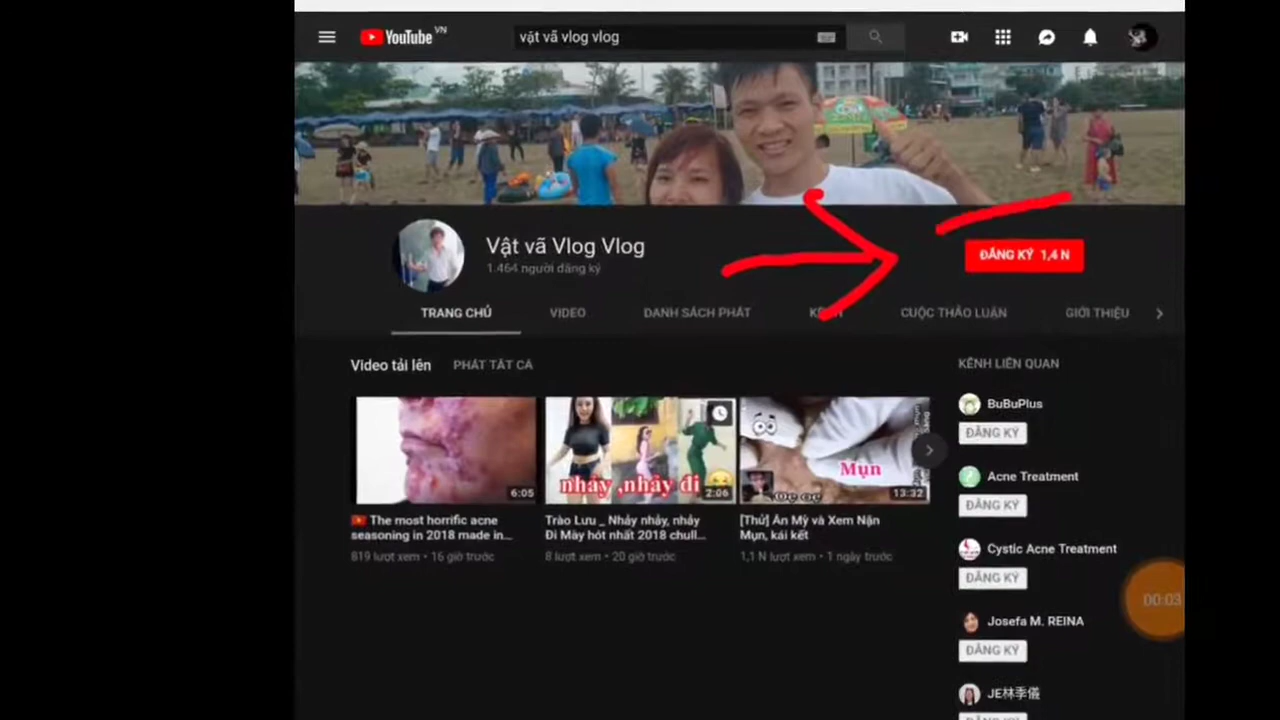 YouTube VN
vật vã vlog vlog
Vật vã Vlog Vlog
1.464 người đăng ký
ĐĂNG KÝ 1,4 N
TRANG CHỦ VIDEO DANH SÁCH PHÁT KÊNH CUỘC THẢO LUẬN GIỚI THIỆU
Video tải lên PHÁT TẤT CẢ
nhảy ,nhảy đi
Mụn
Oẹ oẹ
6:05
2:06
13:32
The most horrific acne
seasoning in 2018 made in...
819 lượt xem • 16 giờ trước
Trào Lưu _ Nhảy nhảy, nhảy
Đi Mày hót nhất 2018 chull...
8 lượt xem • 20 giờ trước
[Thử] Ăn Mỳ và Xem Nặn
Mụn, cái kết
1,1 N lượt xem • 1 ngày trước
KÊNH LIÊN QUAN
BuBuPlus
ĐĂNG KÝ
Acne Treatment
ĐĂNG KÝ
Cystic Acne Treatment
ĐĂNG KÝ
Josefa M. REINA
ĐĂNG KÝ
JE林季儀
00:03